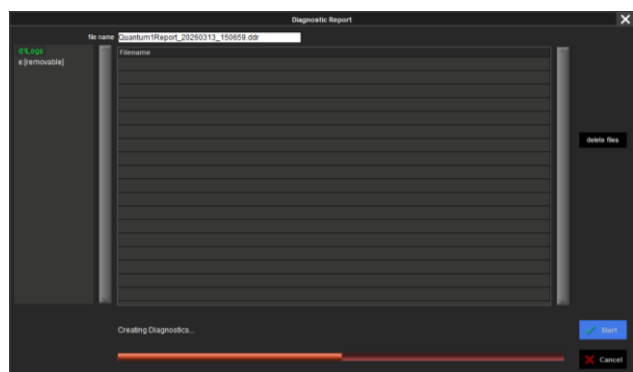 Diagnostic Report
file name Quantum1Report_20260313_150659.ddr
d:\Logs
e:[removable]
Filename
delete files
Creating Diagnostics...
Start
Cancel